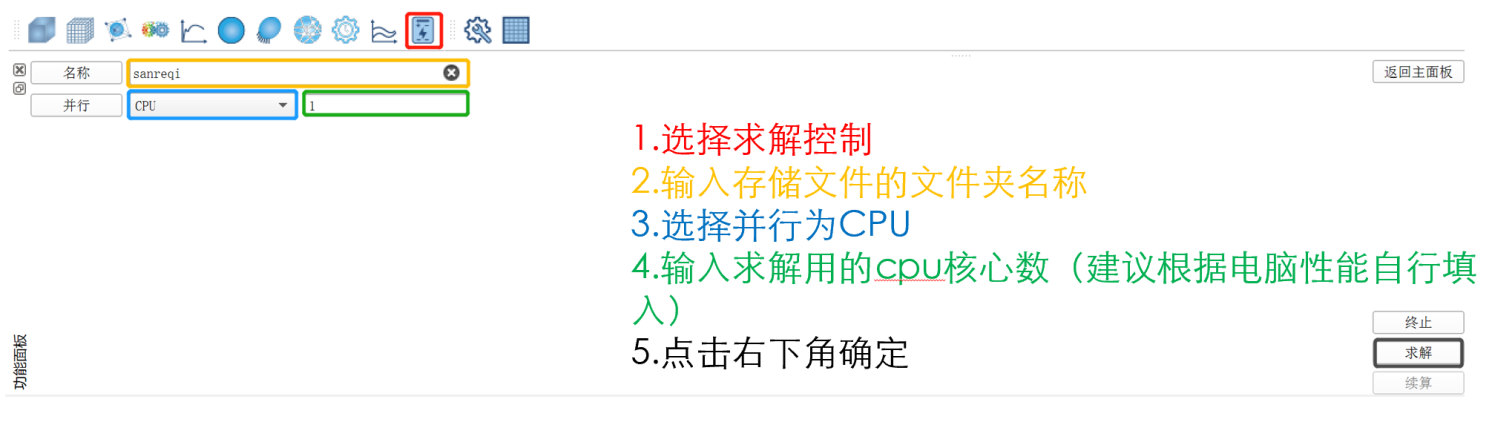 名称
sanreqi
返回主面板
并行
CPU
1
1.选择求解控制
2.输入存储文件的文件夹名称
3.选择并行为CPU
4.输入求解用的cpu核心数（建议根据电脑性能自行填
入）
5.点击右下角确定
功能面板
终止
求解
续算